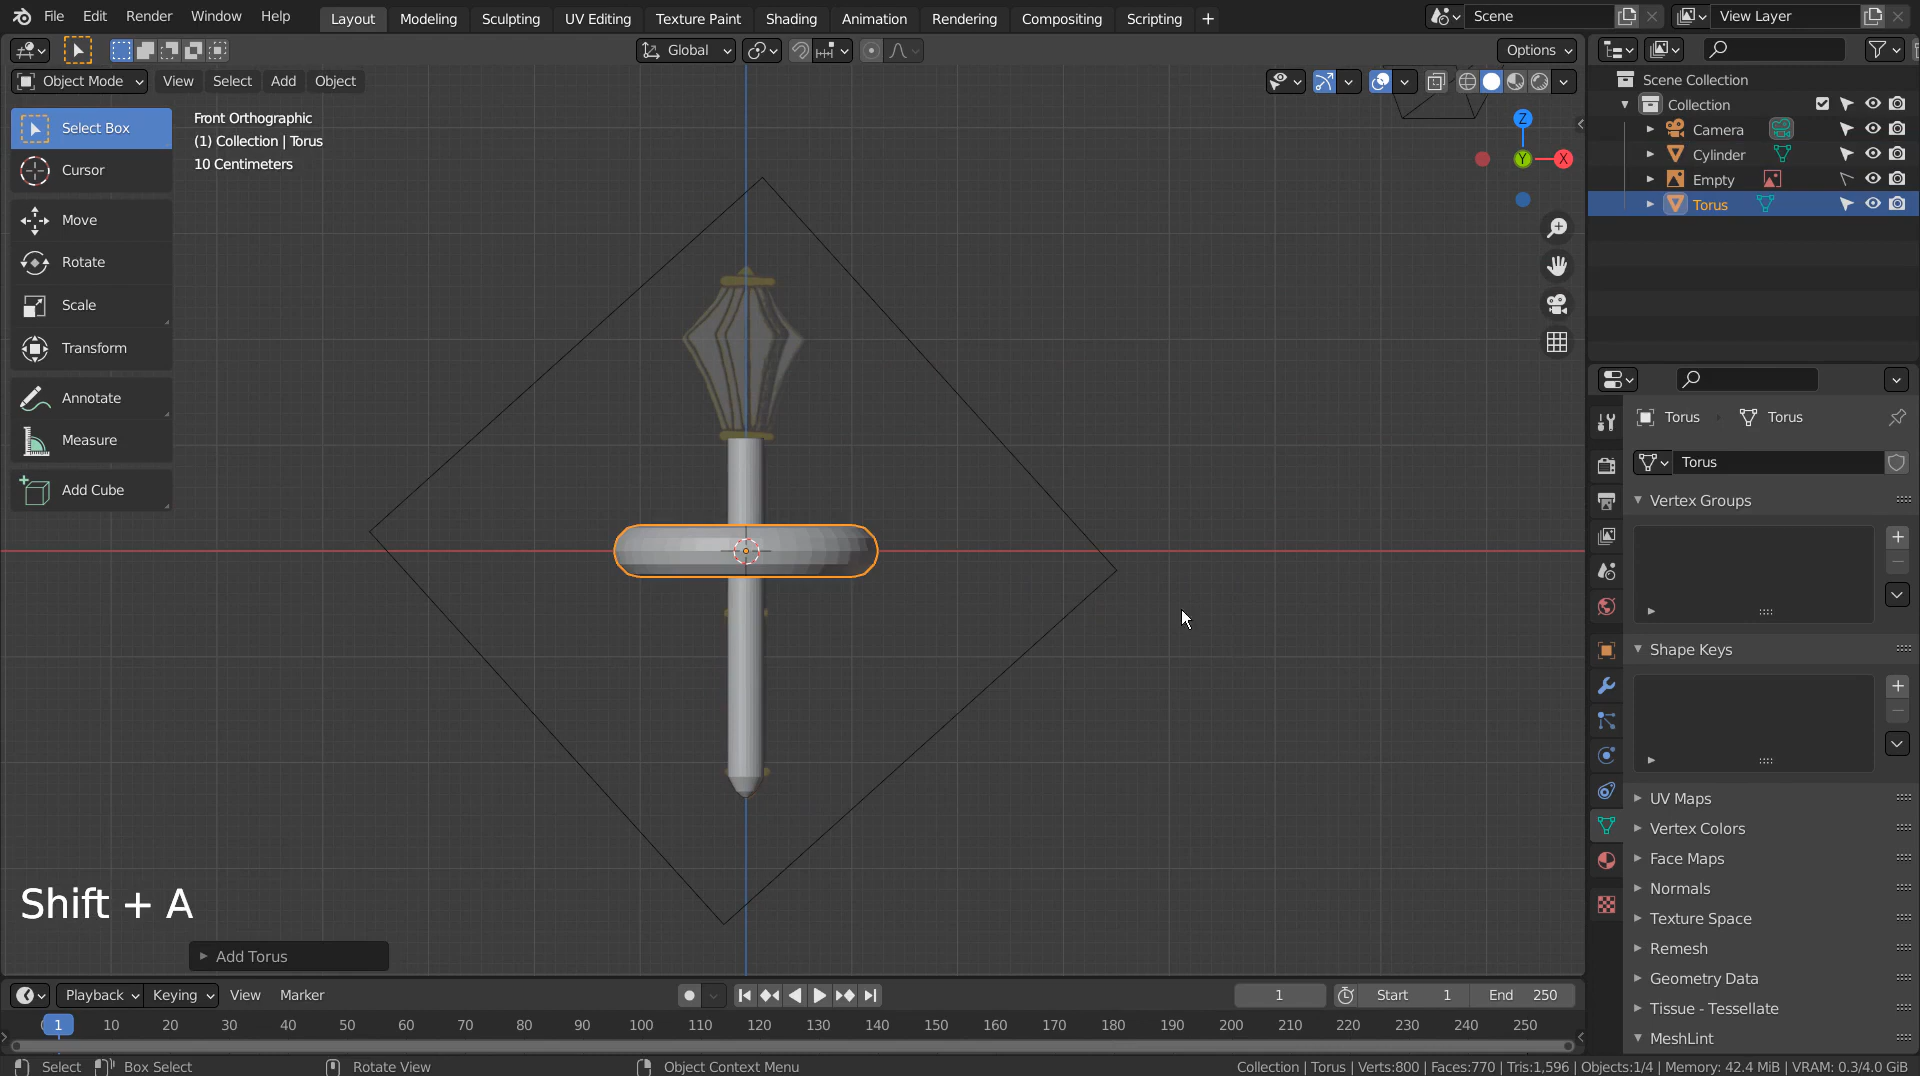 File Edit Render Window Help Layout Modeling Sculpting UV Editing Texture Paint Shading Animation Rendering Compositing Scripting + Scene View Layer
Global Options
Object Mode View Select Add Object
Select Box
Cursor
Move
Rotate
Scale
Transform
Annotate
Measure
Add Cube
Front Orthographic
(1) Collection | Torus
10 Centimeters
Z
Y
X
Scene Collection
Collection
Camera
Cylinder
Empty
Torus
Torus Torus
Torus
Vertex Groups
Shape Keys
UV Maps
Vertex Colors
Face Maps
Normals
Texture Space
Remesh
Geometry Data
Tissue - Tessellate
MeshLint
Shift + A
Add Torus
Playback Keying View Marker 1 Start 1 End 250
1 10 20 30 40 50 60 70 80 90 100 110 120 130 140 150 160 170 180 190 200 210 220 230 240 250
Select Box Select Rotate View Object Context Menu Collection | Torus | Verts:800 | Faces:770 | Tris:1,596 | Objects:1/4 | Memory: 42.4 MiB | VRAM: 0.3/4.0 GiB